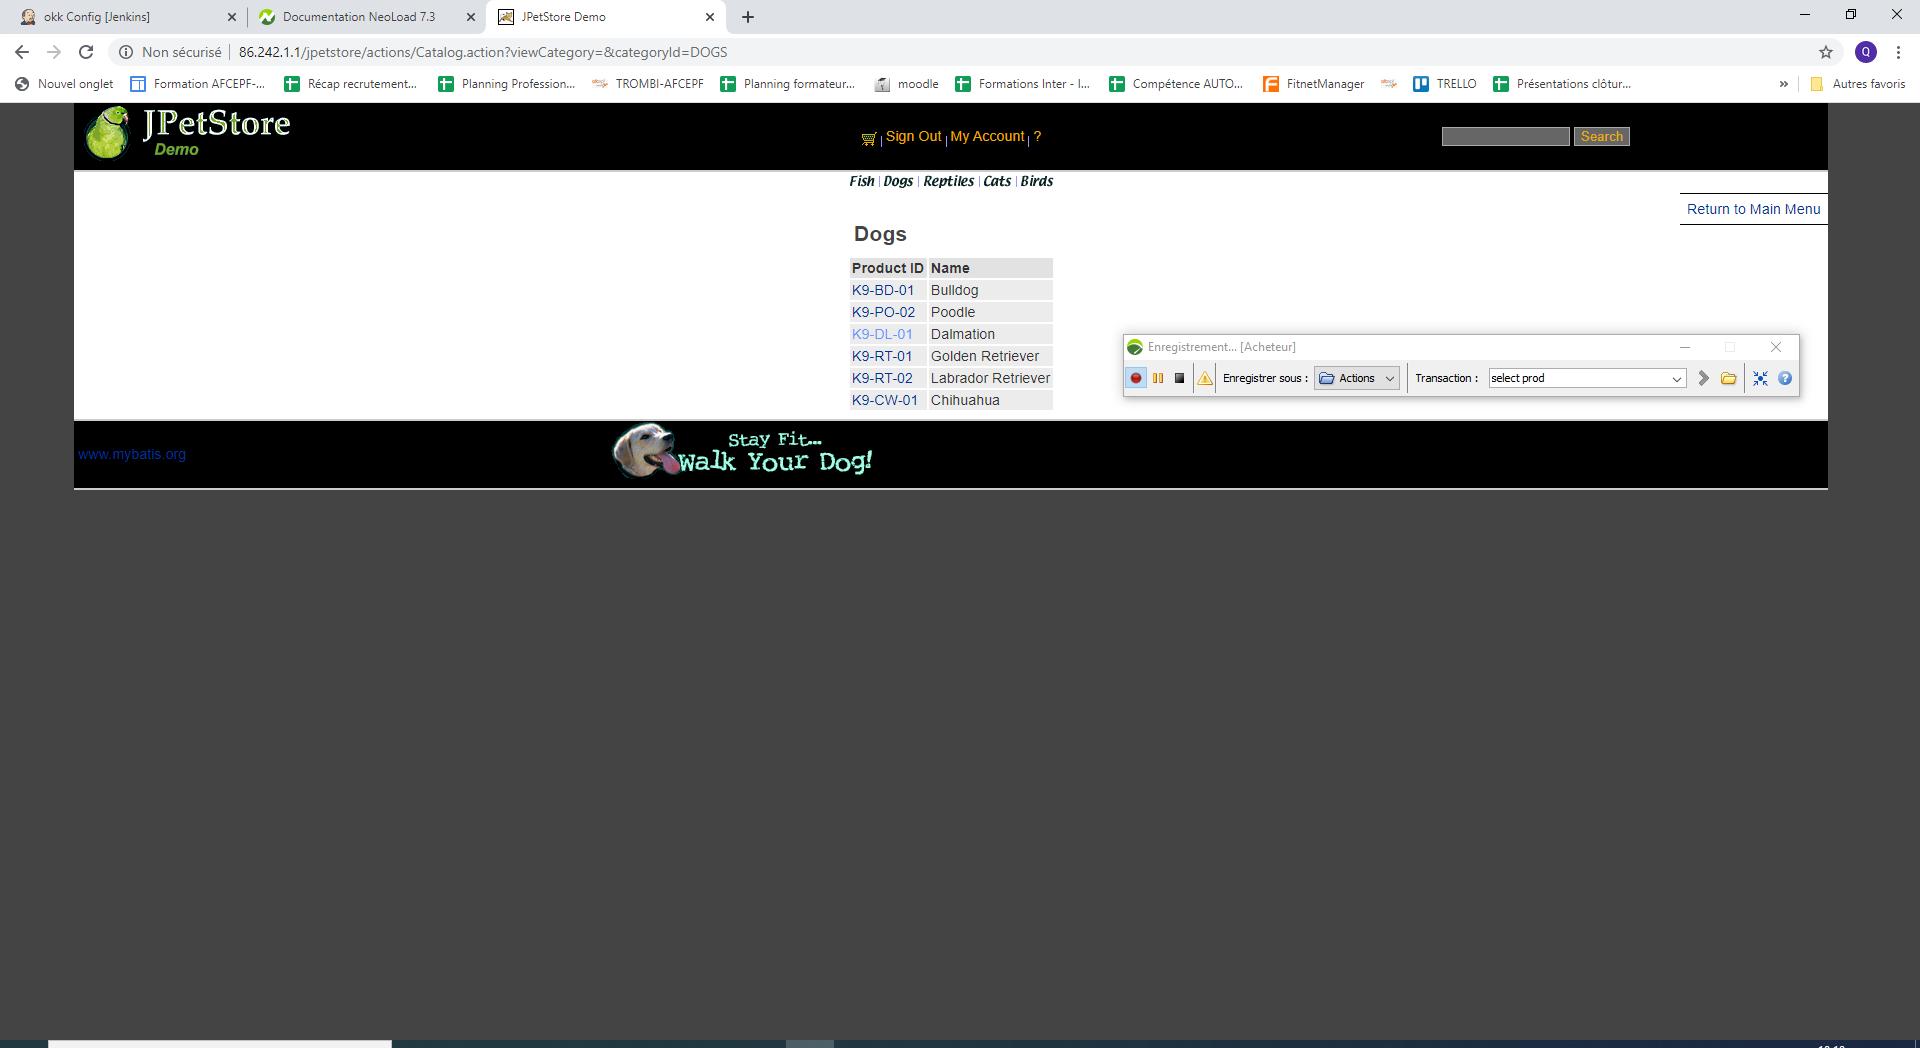 okk Config [Jenkins]
Documentation NeoLoad 7.3
JPetStore Demo
Non sécurisé
86.242.1.1/jpetstore/actions/Catalog.action?viewCategory=&categoryId=DOGS
Q
Nouvel onglet
Formation AFCEPF-...
Récap recrutement...
Planning Profession...
TROMBI-AFCEPF
Planning formateur...
moodle
Formations Inter - I...
Compétence AUTO...
FitnetManager
TRELLO
Présentations clôtur...
»
Autres favoris
JPetStore
Demo
Sign Out | My Account | ?
Search
Fish | Dogs | Reptiles | Cats | Birds
Return to Main Menu
Dogs
Product ID Name
K9-BD-01 Bulldog
K9-PO-02 Poodle
K9-DL-01 Dalmation
K9-RT-01 Golden Retriever
K9-RT-02 Labrador Retriever
K9-CW-01 Chihuahua
Enregistrement... [Acheteur]
Enregistrer sous : Actions Transaction : select prod
www.mybatis.org
Stay Fit...
Walk Your Dog!